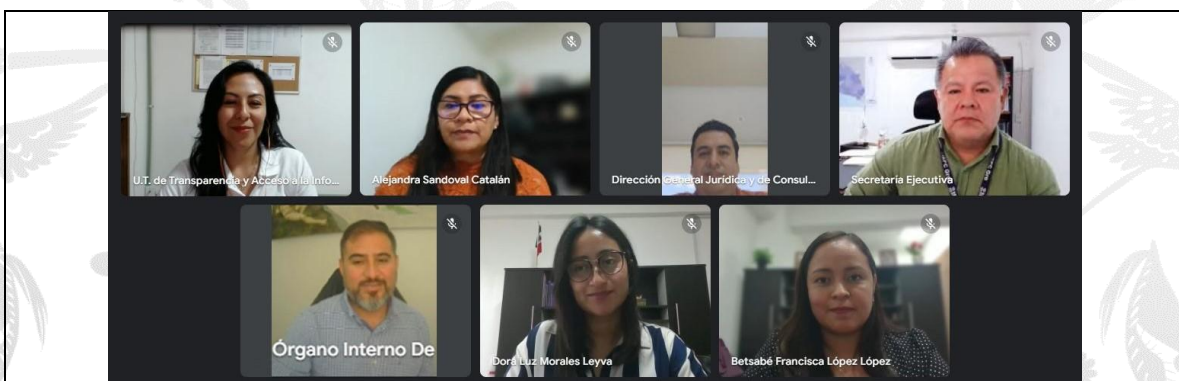 U.T. de Transparencia y Acceso a la Info...
Alejandra Sandoval Catalán
Dirección General Jurídica y de Consul...
Secretaría Ejecutiva
Órgano Interno De
Dora Luz Morales Leyva
Betsabé Francisca López López